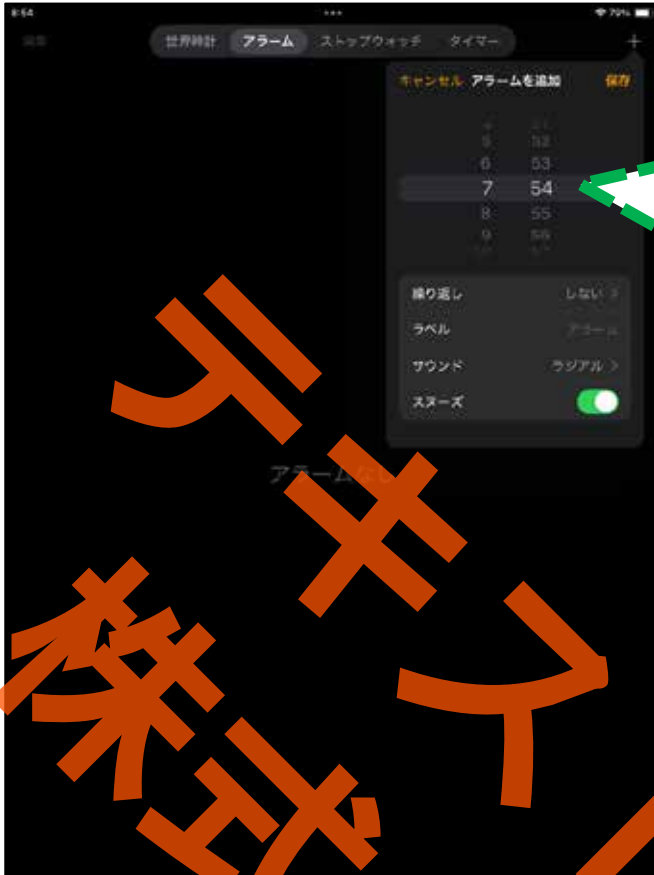 8:54
79%
世界時計 アラーム ストップウォッチ タイマー +
キャンセル アラームを追加 保存
5 52
6 53
7 54
8 55
9 56
繰り返し しない >
ラベル アラーム
サウンド ラジアル >
スヌーズ
アラームなし
テキスト
株式